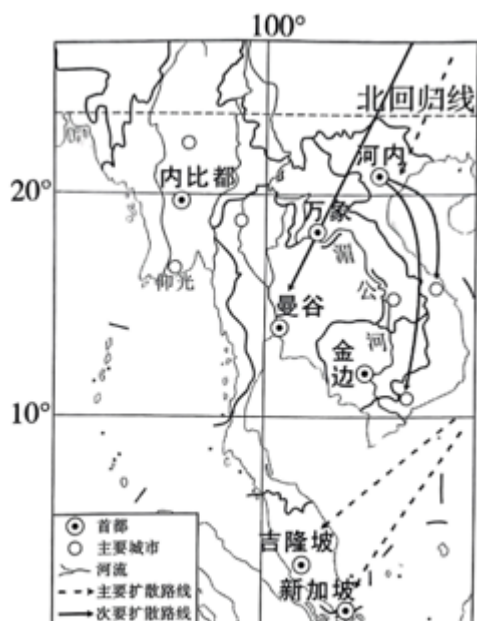 100°
北回归线
河内
20°
内比都
万象
湄
仰光
公
曼谷
河
金
边
10°
吉隆坡
新加坡
首都
主要城市
河流
主要扩散路线
次要扩散路线